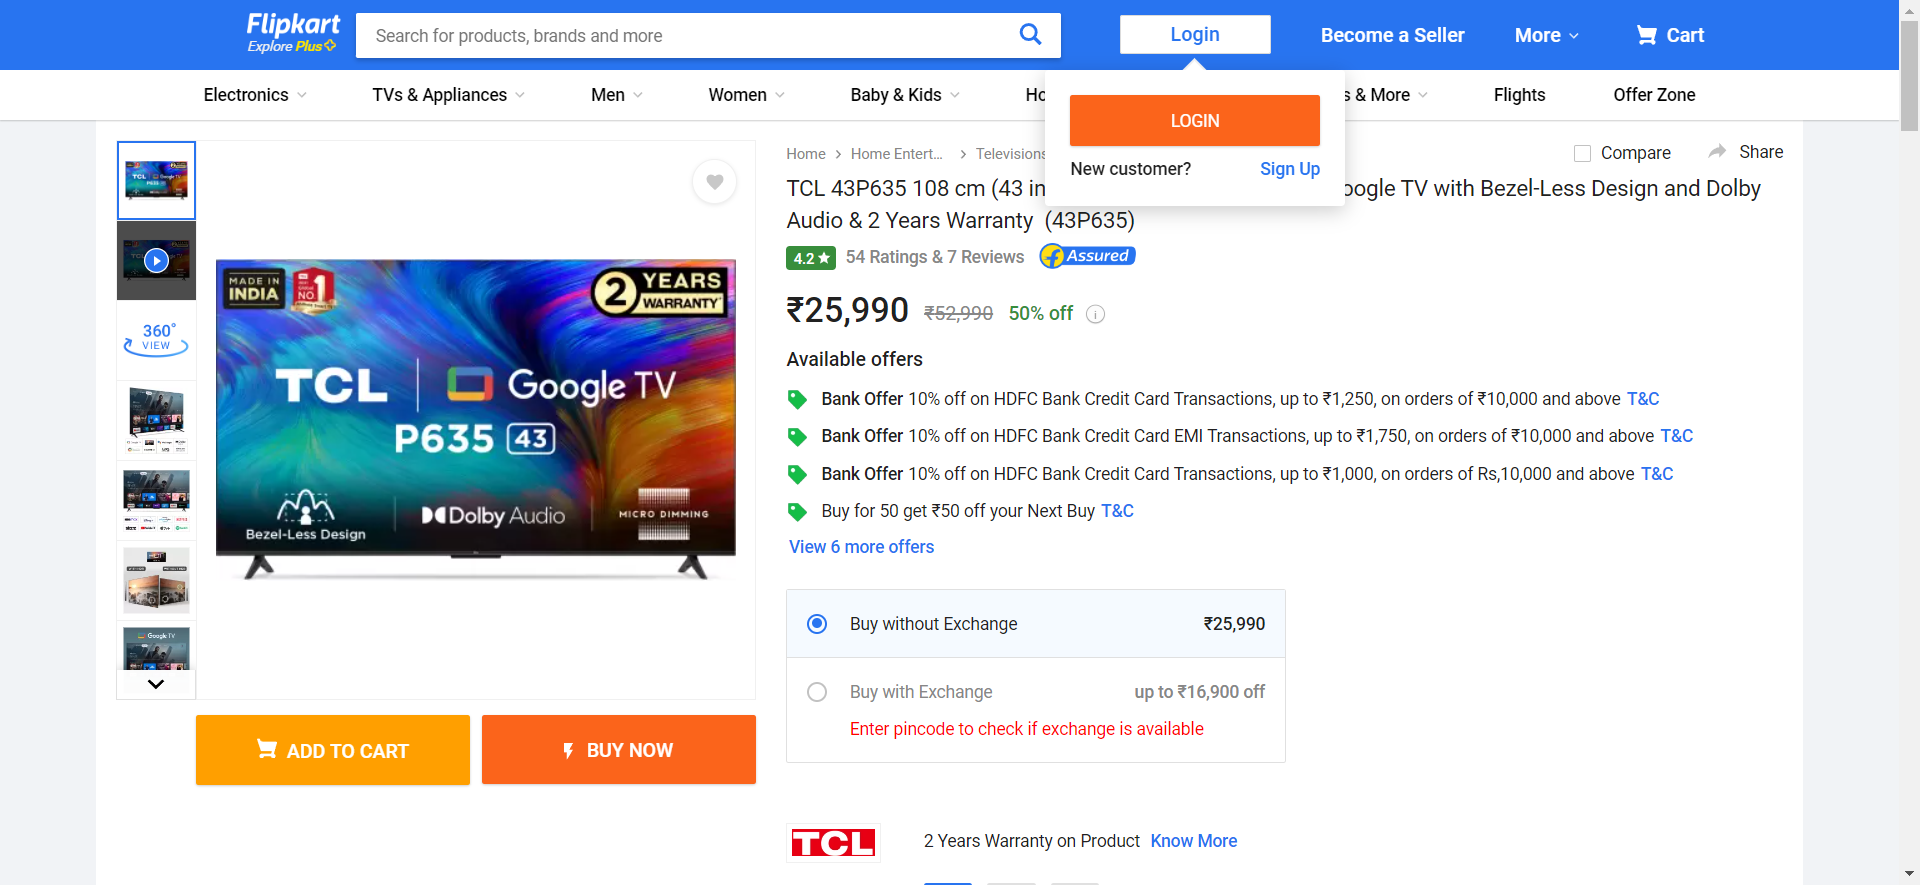 Flipkart
Explore Plus
Search for products, brands and more
Login
Become a Seller
More
Cart
Electronics
TVs & Appliances
Men
Women
Baby & Kids
Ho
s & More
Flights
Offer Zone
LOGIN
New customer? Sign Up
Home
Home Entert...
Televisions
Compare
Share
TCL 43P635 108 cm (43 in oogle TV with Bezel-Less Design and Dolby
Audio & 2 Years Warranty (43P635)
4.2
54 Ratings & 7 Reviews
Assured
₹25,990 ₹52,990 50% off
Available offers
Bank Offer 10% off on HDFC Bank Credit Card Transactions, up to ₹1,250, on orders of ₹10,000 and above T&C
Bank Offer 10% off on HDFC Bank Credit Card EMI Transactions, up to ₹1,750, on orders of ₹10,000 and above T&C
Bank Offer 10% off on HDFC Bank Credit Card Transactions, up to ₹1,000, on orders of Rs,10,000 and above T&C
Buy for 50 get ₹50 off your Next Buy T&C
View 6 more offers
Buy without Exchange ₹25,990
Buy with Exchange up to ₹16,900 off
Enter pincode to check if exchange is available
TCL
2 Years Warranty on Product Know More
360°
VIEW
Google TV
MADE IN
INDIA
NO.1
2 YEARS
WARRANTY
TCL Google TV
P635 43
Bezel-Less Design
Dolby Audio
MICRO DIMMING
ADD TO CART
BUY NOW